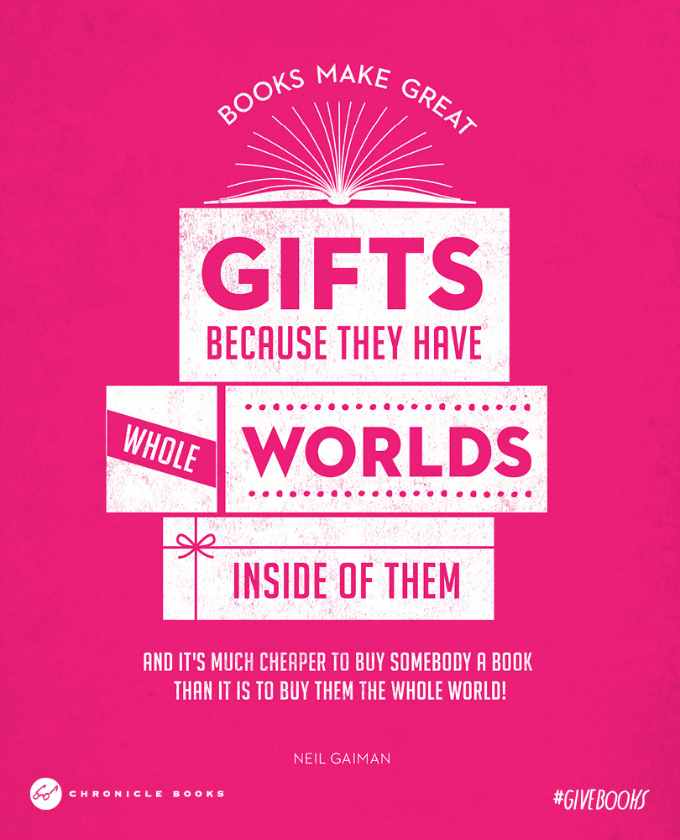 BOOKS MAKE GREAT
GIFTS
BECAUSE THEY HAVE
WHOLE
WORLDS
INSIDE OF THEM
AND IT'S MUCH CHEAPER TO BUY SOMEBODY A BOOK
THAN IT IS TO BUY THEM THE WHOLE WORLD!
NEIL GAIMAN
CHRONICLE BOOKS
#GIVEBOOKS